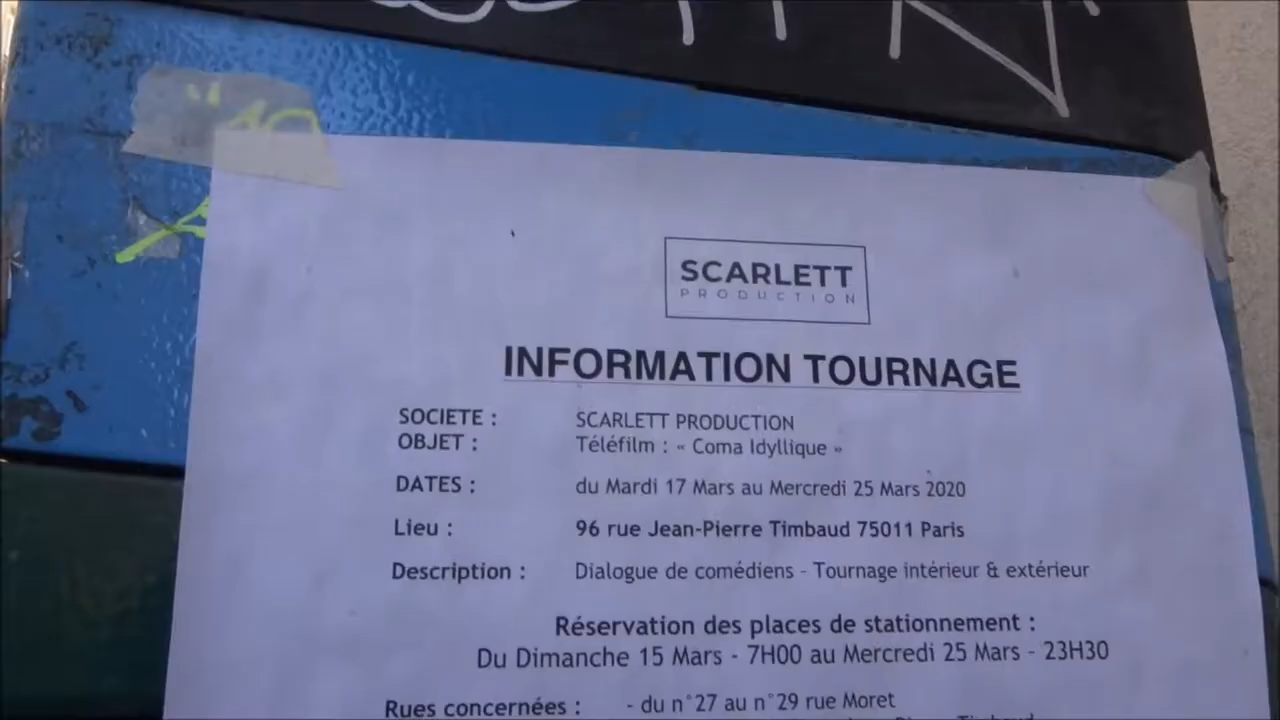 SCARLETT
PRODUCTION
INFORMATION TOURNAGE
SOCIETE : SCARLETT PRODUCTION
OBJET : Téléfilm : « Coma Idyllique »
DATES : du Mardi 17 Mars au Mercredi 25 Mars 2020
Lieu : 96 rue Jean-Pierre Timbaud 75011 Paris
Description : Dialogue de comédiens - Tournage intérieur & extérieur
Réservation des places de stationnement :
Du Dimanche 15 Mars - 7H00 au Mercredi 25 Mars - 23H30
Rues concernées : - du n°27 au n°29 rue Moret
Timbaud